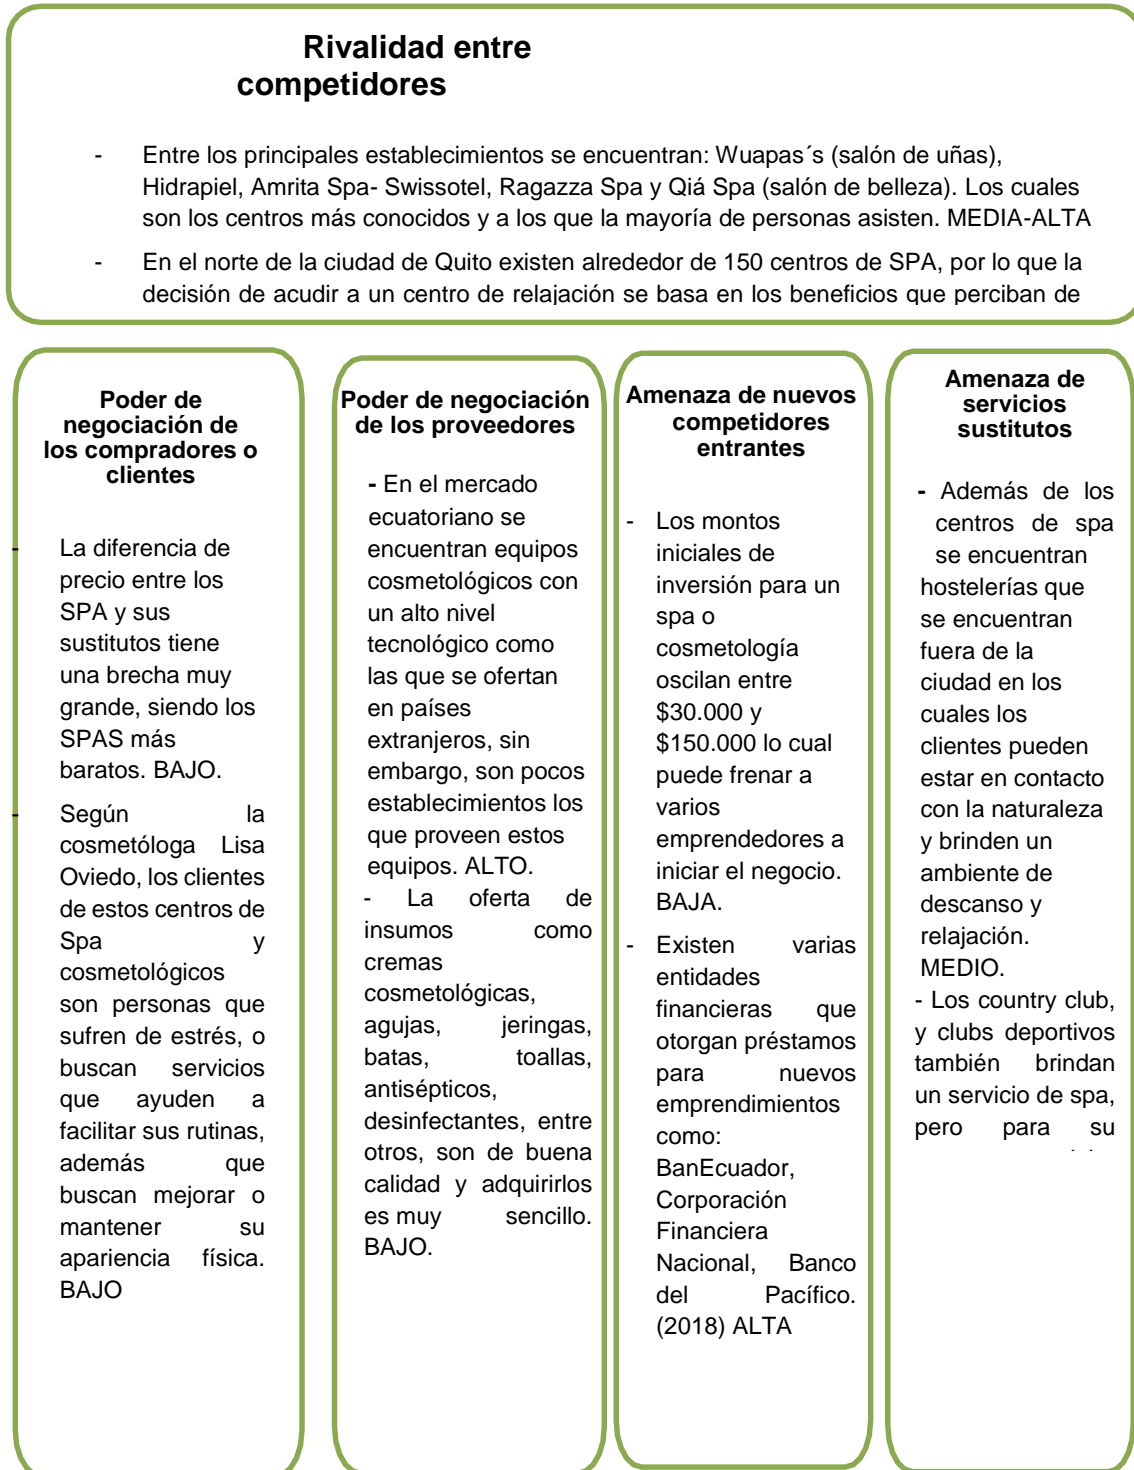 Rivalidad entre
competidores
- Entre los principales establecimientos se encuentran: Wuapas´s (salón de uñas),
Hidrapiel, Amrita Spa- Swissotel, Ragazza Spa y Qiá Spa (salón de belleza). Los cuales
son los centros más conocidos y a los que la mayoría de personas asisten. MEDIA-ALTA
- En el norte de la ciudad de Quito existen alrededor de 150 centros de SPA, por lo que la
decisión de acudir a un centro de relajación se basa en los beneficios que perciban de
Poder de
negociación de
los compradores o
clientes
- La diferencia de
precio entre los
SPA y sus
sustitutos tiene
una brecha muy
grande, siendo los
SPAS más
baratos. BAJO.
- Según la
cosmetóloga Lisa
Oviedo, los clientes
de estos centros de
Spa y
cosmetológicos
son personas que
sufren de estrés, o
buscan servicios
que ayuden a
facilitar sus rutinas,
además que
buscan mejorar o
mantener su
apariencia física.
BAJO
Poder de negociación
de los proveedores
- En el mercado
ecuatoriano se
encuentran equipos
cosmetológicos con
un alto nivel
tecnológico como
las que se ofertan
en países
extranjeros, sin
embargo, son pocos
establecimientos los
que proveen estos
equipos. ALTO.
- La oferta de
insumos como
cremas
cosmetológicas,
agujas, jeringas,
batas, toallas,
antisépticos,
desinfectantes, entre
otros, son de buena
calidad y adquirirlos
es muy sencillo.
BAJO.
Amenaza de nuevos
competidores
entrantes
- Los montos
iniciales de
inversión para un
spa o
cosmetología
oscilan entre
$30.000 y
$150.000 lo cual
puede frenar a
varios
emprendedores a
iniciar el negocio.
BAJA.
- Existen varias
entidades
financieras que
otorgan préstamos
para nuevos
emprendimientos
como:
BanEcuador,
Corporación
Financiera
Nacional, Banco
del Pacífico.
(2018) ALTA
Amenaza de
servicios
sustitutos
- Además de los
centros de spa
se encuentran
hostelerías que
se encuentran
fuera de la
ciudad en los
cuales los
clientes pueden
estar en contacto
con la naturaleza
y brinden un
ambiente de
descanso y
relajación.
MEDIO.
- Los country club,
y clubs deportivos
también brindan
un servicio de spa,
pero para su